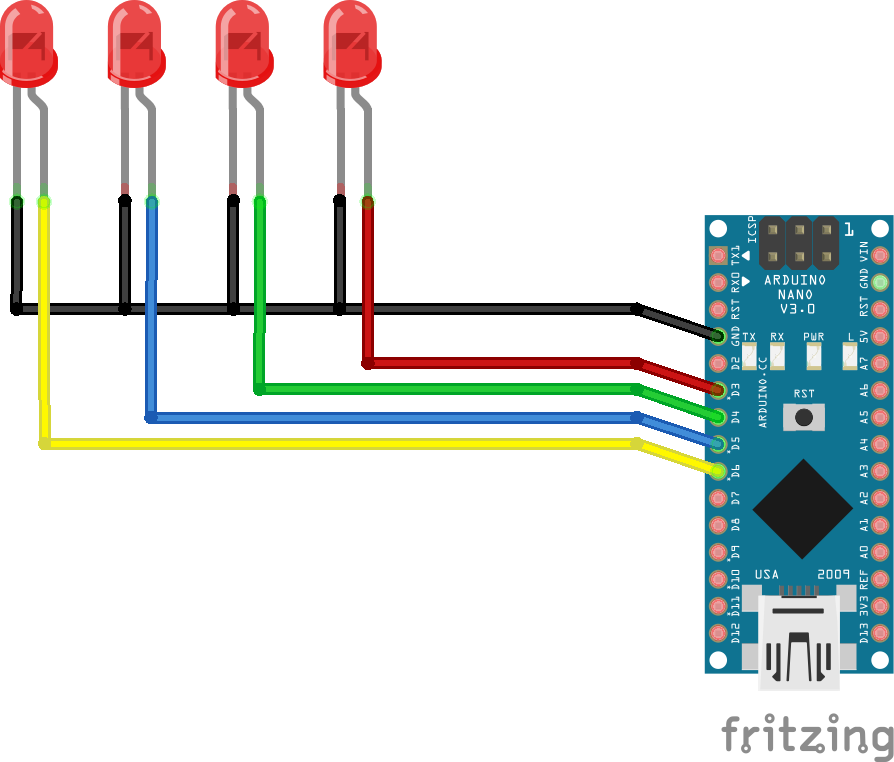 ICSP
1
ARDUINO
NANO
V3.0
TX RX PWR L
RST
ARDUINO.CC
TX1
RX0
RST
GND
D2
D3
D4
D5
D6
D7
D8
D9
D10
D11
D12
VIN
GND
RST
5V
A7
A6
A5
A4
A3
A2
A1
A0
REF
3V3
D13
USA 2009
fritzing